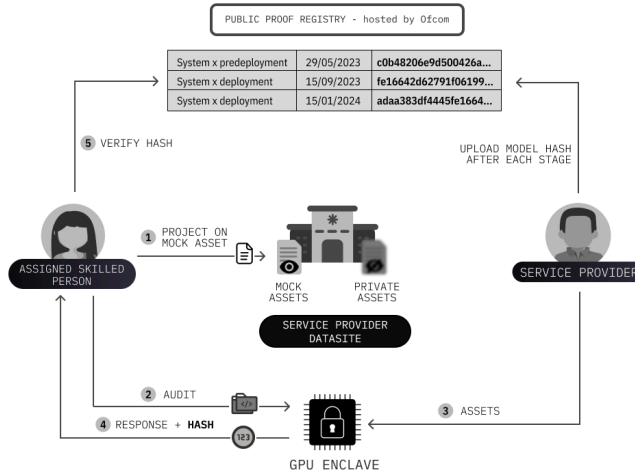 PUBLIC PROOF REGISTRY - hosted by Ofcom
System x predeployment 29/05/2023 c0b48206e9d500426a...
System x deployment 15/09/2023 fe16642d62791f06199...
System x deployment 15/01/2024 adaa383df4445fe1664...
5 VERIFY HASH
UPLOAD MODEL HASH
AFTER EACH STAGE
1 PROJECT ON
MOCK ASSET
ASSIGNED SKILLED
PERSON
MOCK
ASSETS
PRIVATE
ASSETS
SERVICE PROVIDER
DATASITE
SERVICE PROVIDER
2 AUDIT
</>
3 ASSETS
4 RESPONSE + HASH
123
GPU ENCLAVE